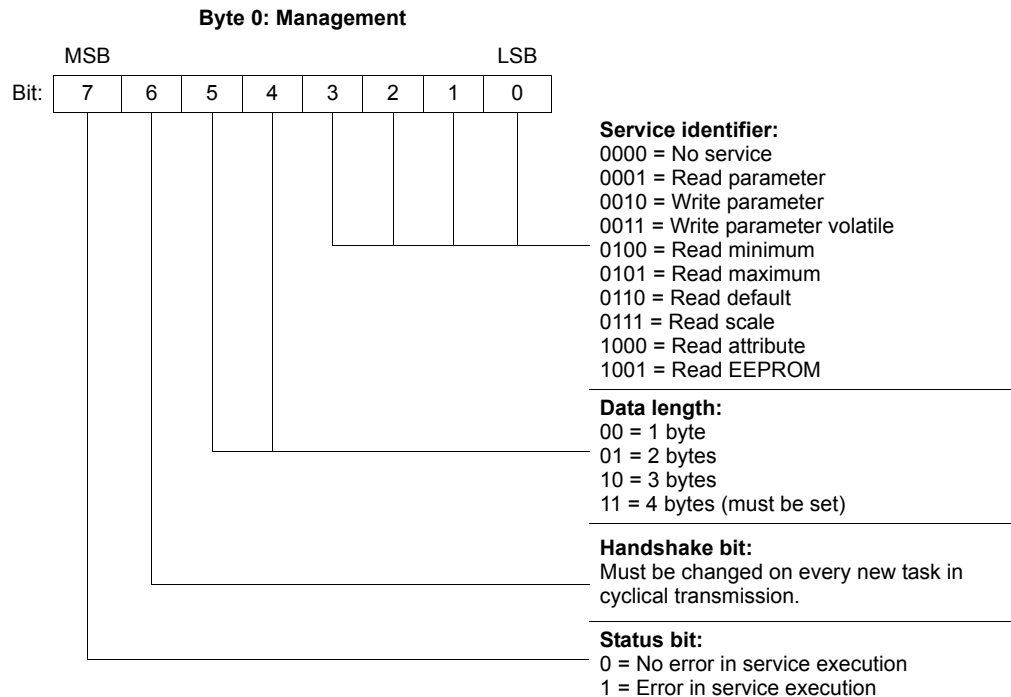 Byte 0: Management
MSB LSB
Bit: 7 6 5 4 3 2 1 0
Service identifier:
0000 = No service
0001 = Read parameter
0010 = Write parameter
0011 = Write parameter volatile
0100 = Read minimum
0101 = Read maximum
0110 = Read default
0111 = Read scale
1000 = Read attribute
1001 = Read EEPROM
Data length:
00 = 1 byte
01 = 2 bytes
10 = 3 bytes
11 = 4 bytes (must be set)
Handshake bit:
Must be changed on every new task in
cyclical transmission.
Status bit:
0 = No error in service execution
1 = Error in service execution